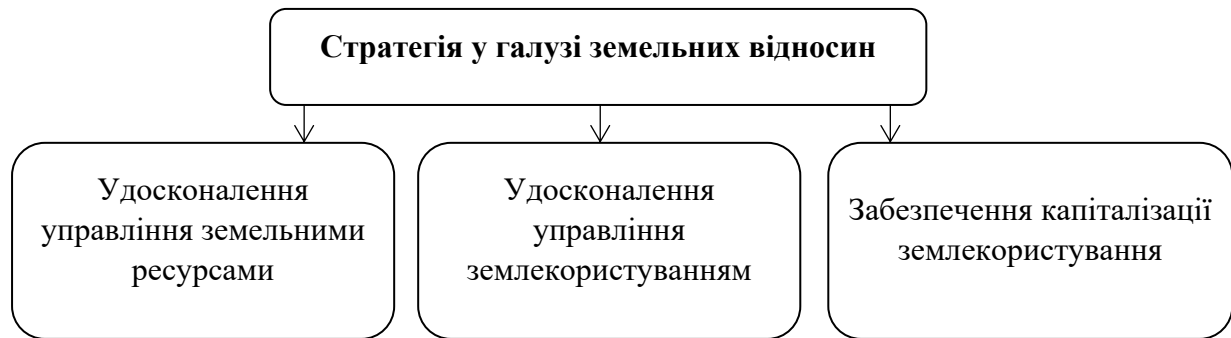 Стратегія у галузі земельних відносин
Удосконалення
управління земельними
ресурсами
Удосконалення
управління
землекористуванням
Забезпечення капіталізації
землекористування